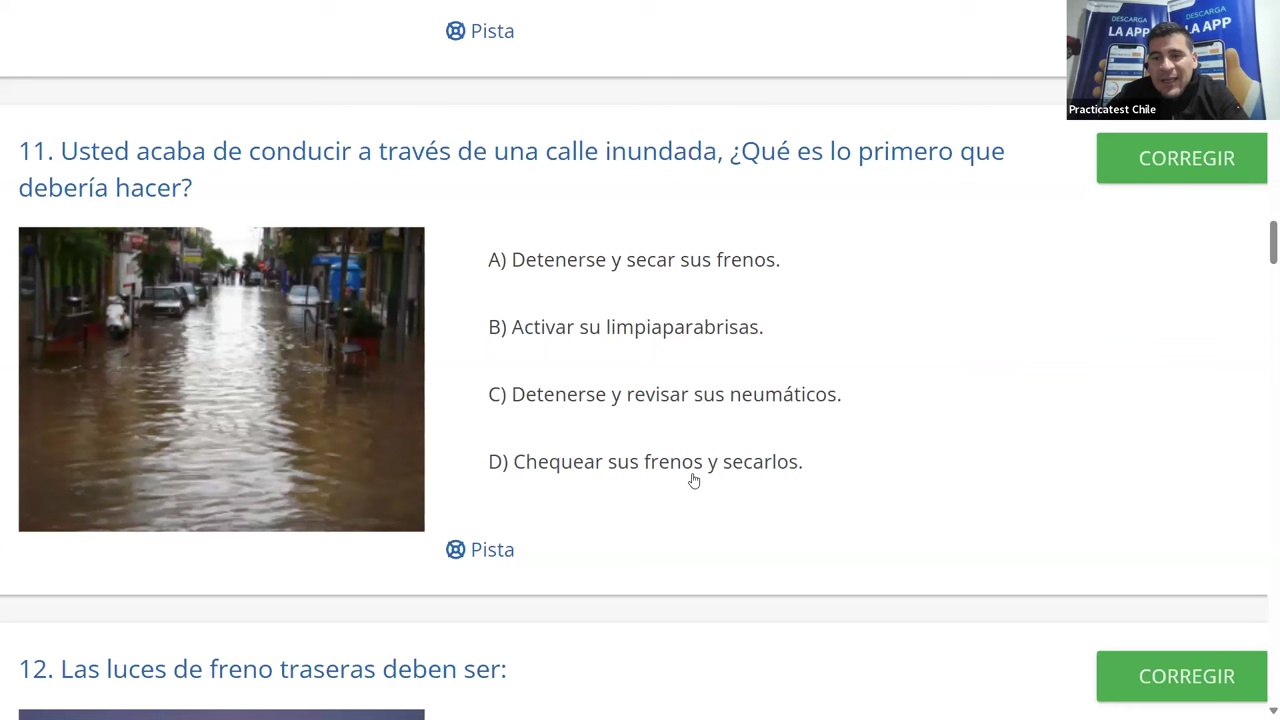 Pista
DESCARGA
LA APP
DESCARGA
LA APP
Practicatest Chile
11. Usted acaba de conducir a través de una calle inundada, ¿Qué es lo primero que
debería hacer?
CORREGIR
A) Detenerse y secar sus frenos.
B) Activar su limpiaparabrisas.
C) Detenerse y revisar sus neumáticos.
D) Chequear sus frenos y secarlos.
Pista
12. Las luces de freno traseras deben ser:
CORREGIR